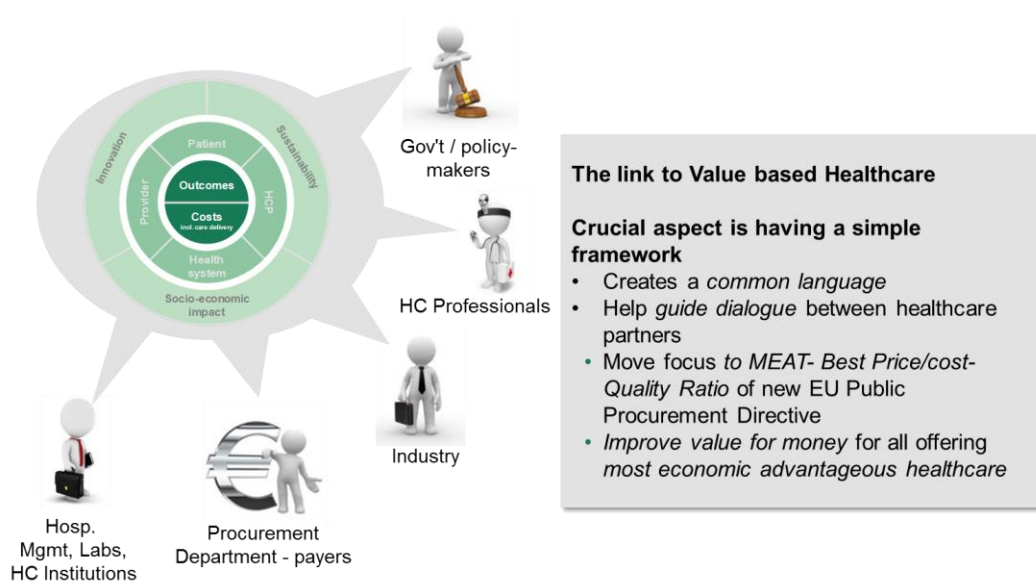 Innovation
Sustainability
Patient
Provider
Outcomes
HCP
Costs
incl. care delivery
Health
system
Socio-economic
impact
Gov't / policy-
makers
HC Professionals
Industry
Procurement
Department - payers
Hosp.
Mgmt, Labs,
HC Institutions
The link to Value based Healthcare
Crucial aspect is having a simple
framework
• Creates a common language
• Help guide dialogue between healthcare
partners
• Move focus to MEAT- Best Price/cost-
Quality Ratio of new EU Public
Procurement Directive
• Improve value for money for all offering
most economic advantageous healthcare